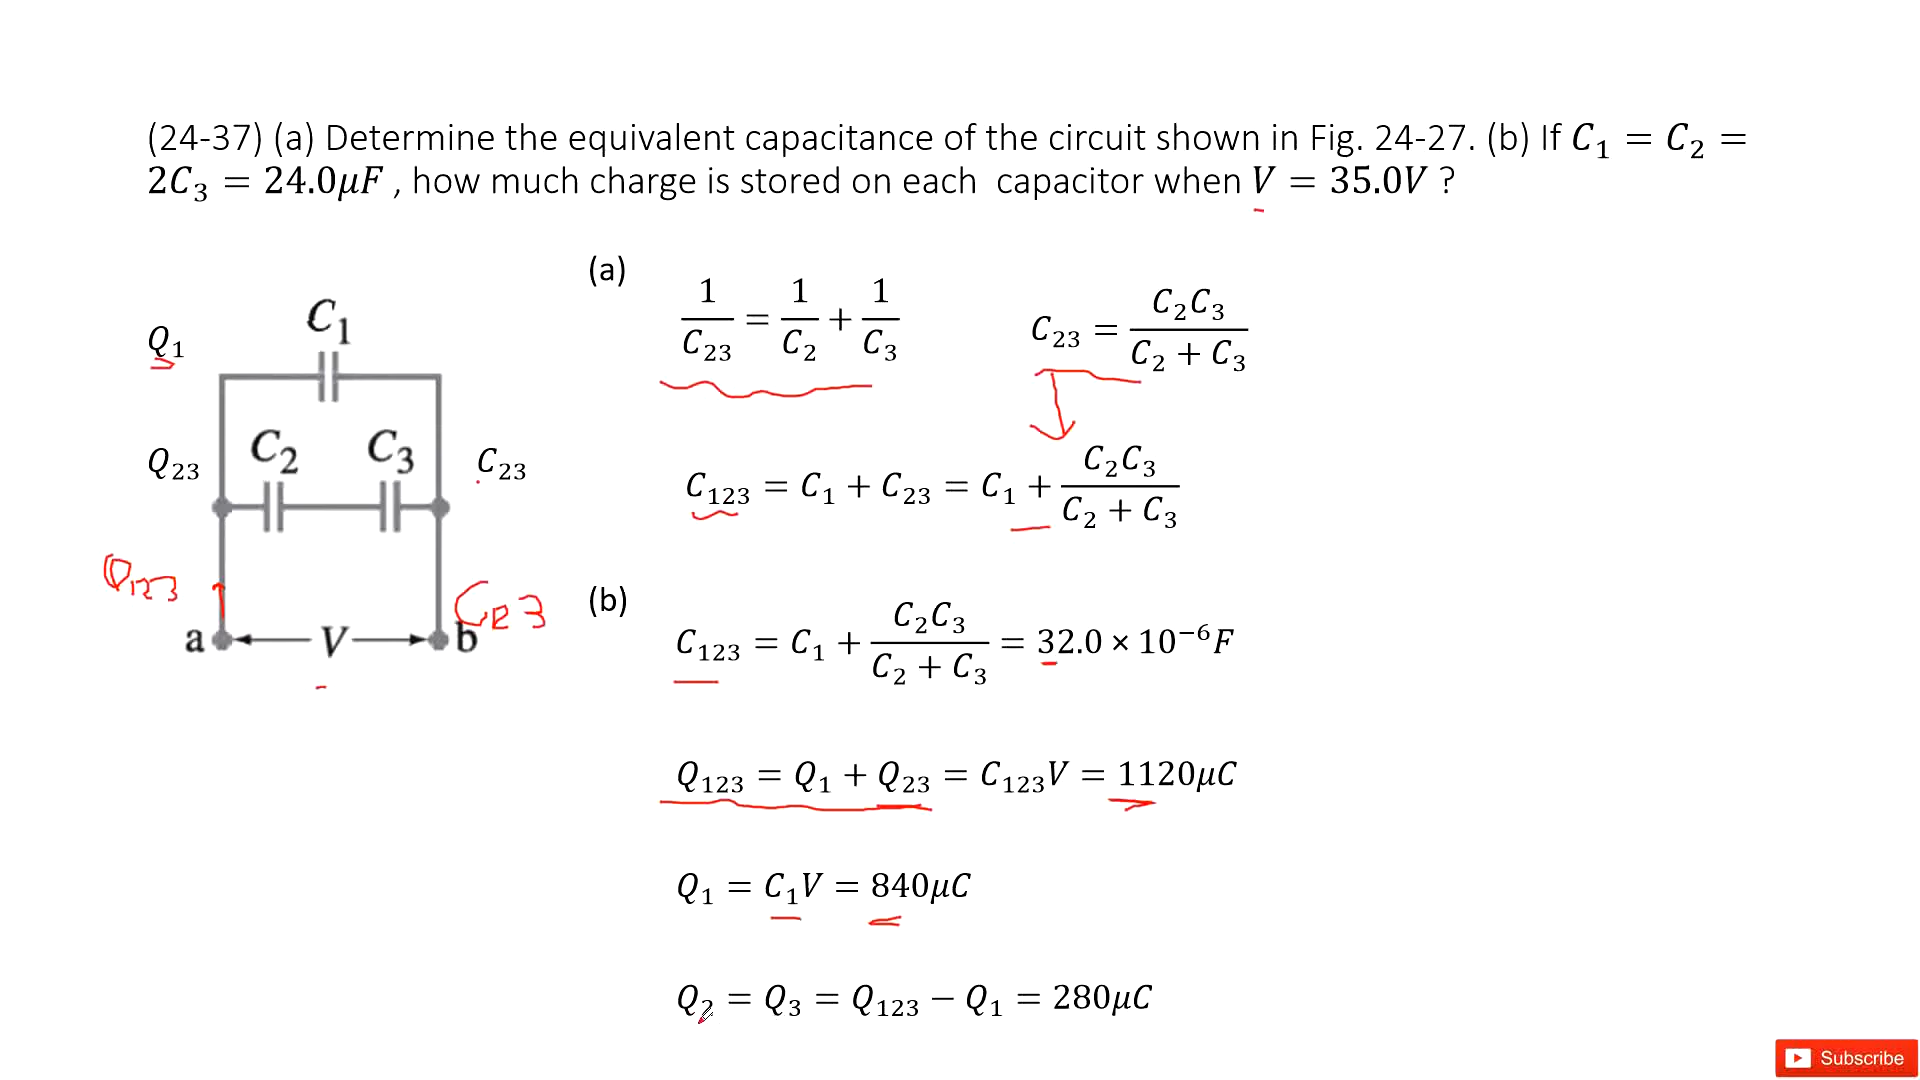 (24-37) (a) Determine the equivalent capacitance of the circuit shown in Fig. 24-27. (b) If C₁ = C₂ =
2C₃ = 24.0μF , how much charge is stored on each capacitor when V = 35.0V ?
(a)
1/C₂₃ = 1/C₂ + 1/C₃
C₂₃ = C₂C₃/(C₂ + C₃)
C₁
Q₁
C₂ C₃
Q₂₃
C₂₃
C₁₂₃ = C₁ + C₂₃ = C₁ + C₂C₃/(C₂ + C₃)
Q₁₂₃
a V b
(b)
C₁₂₃ = C₁ + C₂C₃/(C₂ + C₃) = 32.0 × 10⁻⁶F
Q₁₂₃ = Q₁ + Q₂₃ = C₁₂₃V = 1120μC
Q₁ = C₁V = 840μC
Q₂ = Q₃ = Q₁₂₃ − Q₁ = 280μC
Subscribe